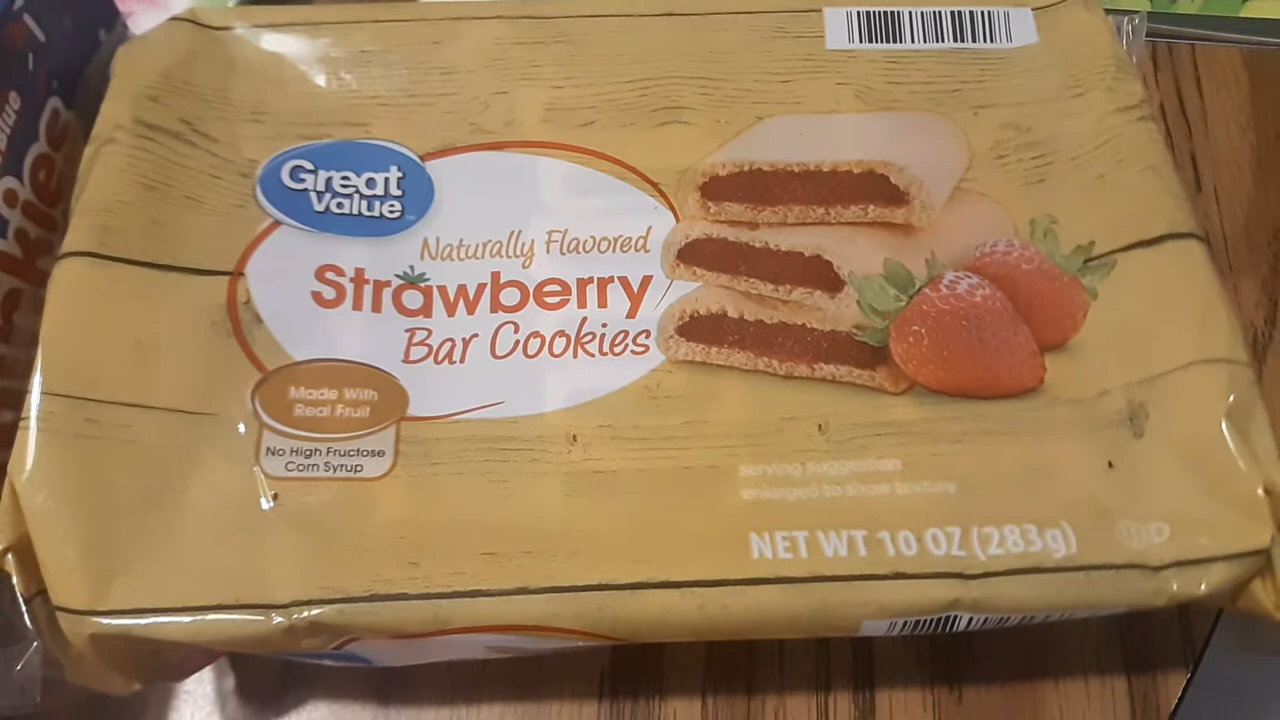 Great
Value
Naturally Flavored
Strawberry
Bar Cookies
Made With
Real Fruit
No High Fructose
Corn Syrup
serving suggestion
enlarged to show texture
NET WT 10 OZ (283g)
Blue